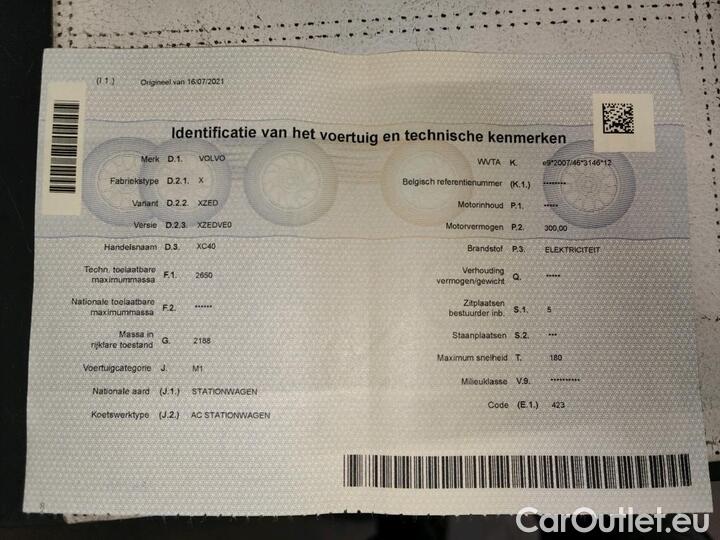 (I 1.) Origineel van 16/07/2021
Identificatie van het voertuig en technische kenmerken
Merk D.1. VOLVO
Fabriekstype D.2.1. X
Variant D.2.2. XZED
Versie D.2.3. XZEDVE0
Handelsnaam D.3. XC40
Techn. toelaatbare
maximummassa F.1. 2650
Nationale toelaatbare
maximummassa F.2. ******
Massa in
rijklare toestand G. 2188
Voertuigcategorie J. M1
Nationale aard (J.1.) STATIONWAGEN
Koetswerktype (J.2.) AC STATIONWAGEN
WVTA K. e9*2007/46*3146*12
Belgisch referentienummer (K.1.) ********
Motorinhoud P.1. *****
Motorvermogen P.2. 300,00
Brandstof P.3. ELEKTRICITEIT
Verhouding
vermogen/gewicht Q. *****
Zitplaatsen
bestuurder inb. S.1. 5
Staanplaatsen S.2. ***
Maximum snelheid T. 180
Milieuklasse V.9. **********
Code (E.1.) 423
CarOutlet.eu